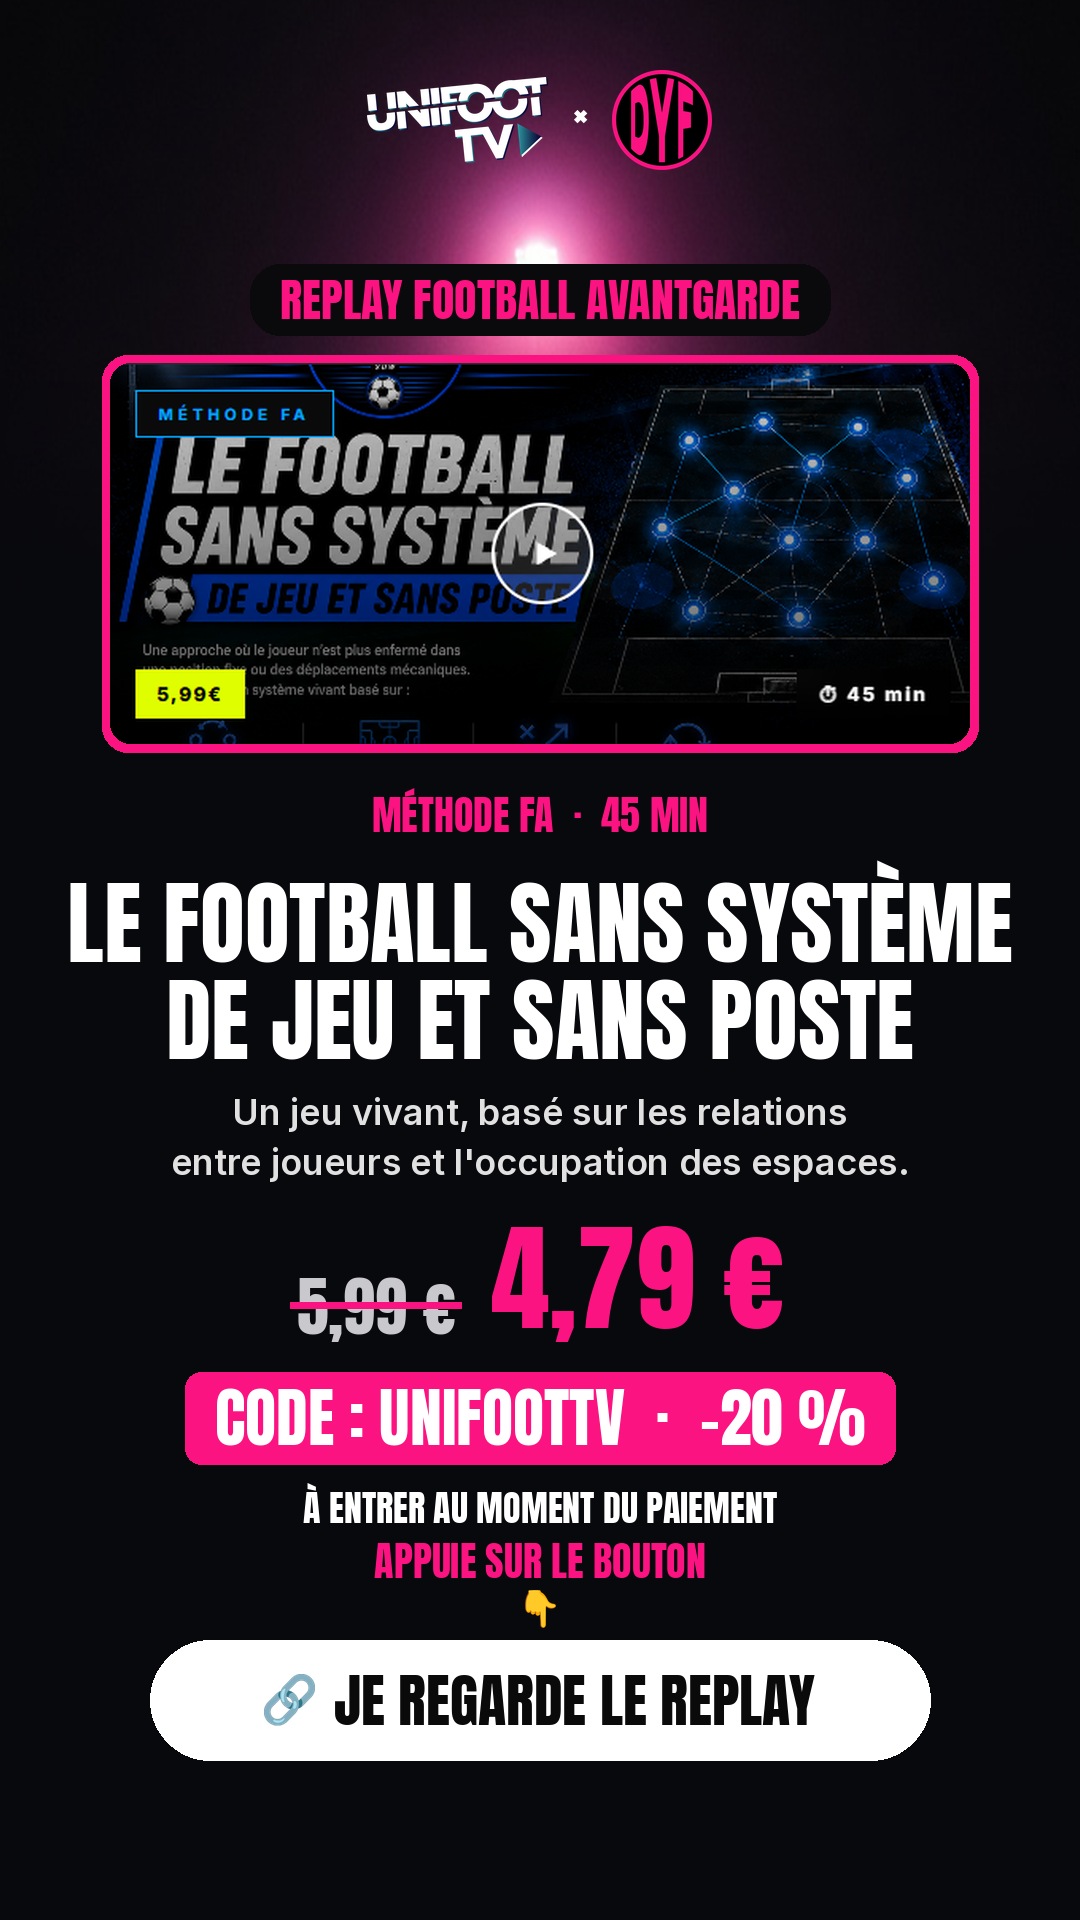 UNIFOOT
TV
×
DYF
REPLAY FOOTBALL AVANTGARDE
MÉTHODE FA
LE FOOTBALL
SANS SYSTÈME
DE JEU ET SANS POSTE
Une approche où le joueur n'est plus enfermé dans
ou des déplacements mécaniques.
système vivant basé sur :
5,99€
⏱ 45 min
MÉTHODE FA · 45 MIN
LE FOOTBALL SANS SYSTÈME
DE JEU ET SANS POSTE
Un jeu vivant, basé sur les relations
entre joueurs et l'occupation des espaces.
5,99 € 4,79 €
CODE : UNIFOOTTV · -20 %
À ENTRER AU MOMENT DU PAIEMENT
APPUIE SUR LE BOUTON
👇
🔗 JE REGARDE LE REPLAY